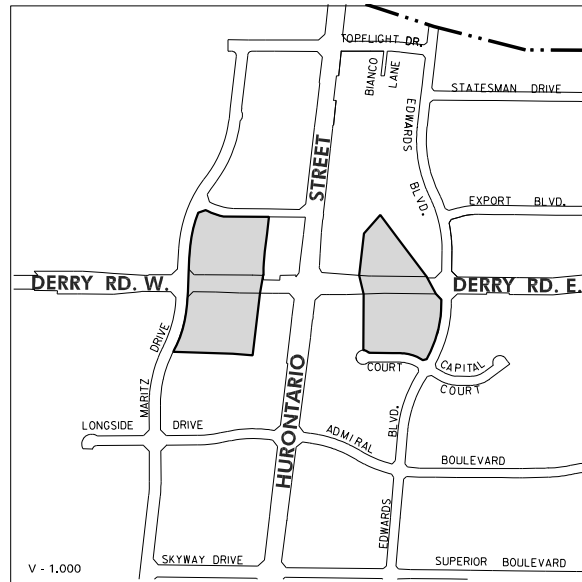 TOPFLIGHT DR.
BIANCO
LANE
STATESMAN DRIVE
EDWARDS
BLVD.
STREET
EXPORT BLVD.
DERRY RD. W.
DERRY RD. E.
MARITZ DRIVE
COURT
CAPITAL
COURT
HURONTARIO
LONGSIDE DRIVE
ADMIRAL
BOULEVARD
EDWARDS BLVD.
SKYWAY DRIVE
SUPERIOR BOULEVARD
V - 1.000